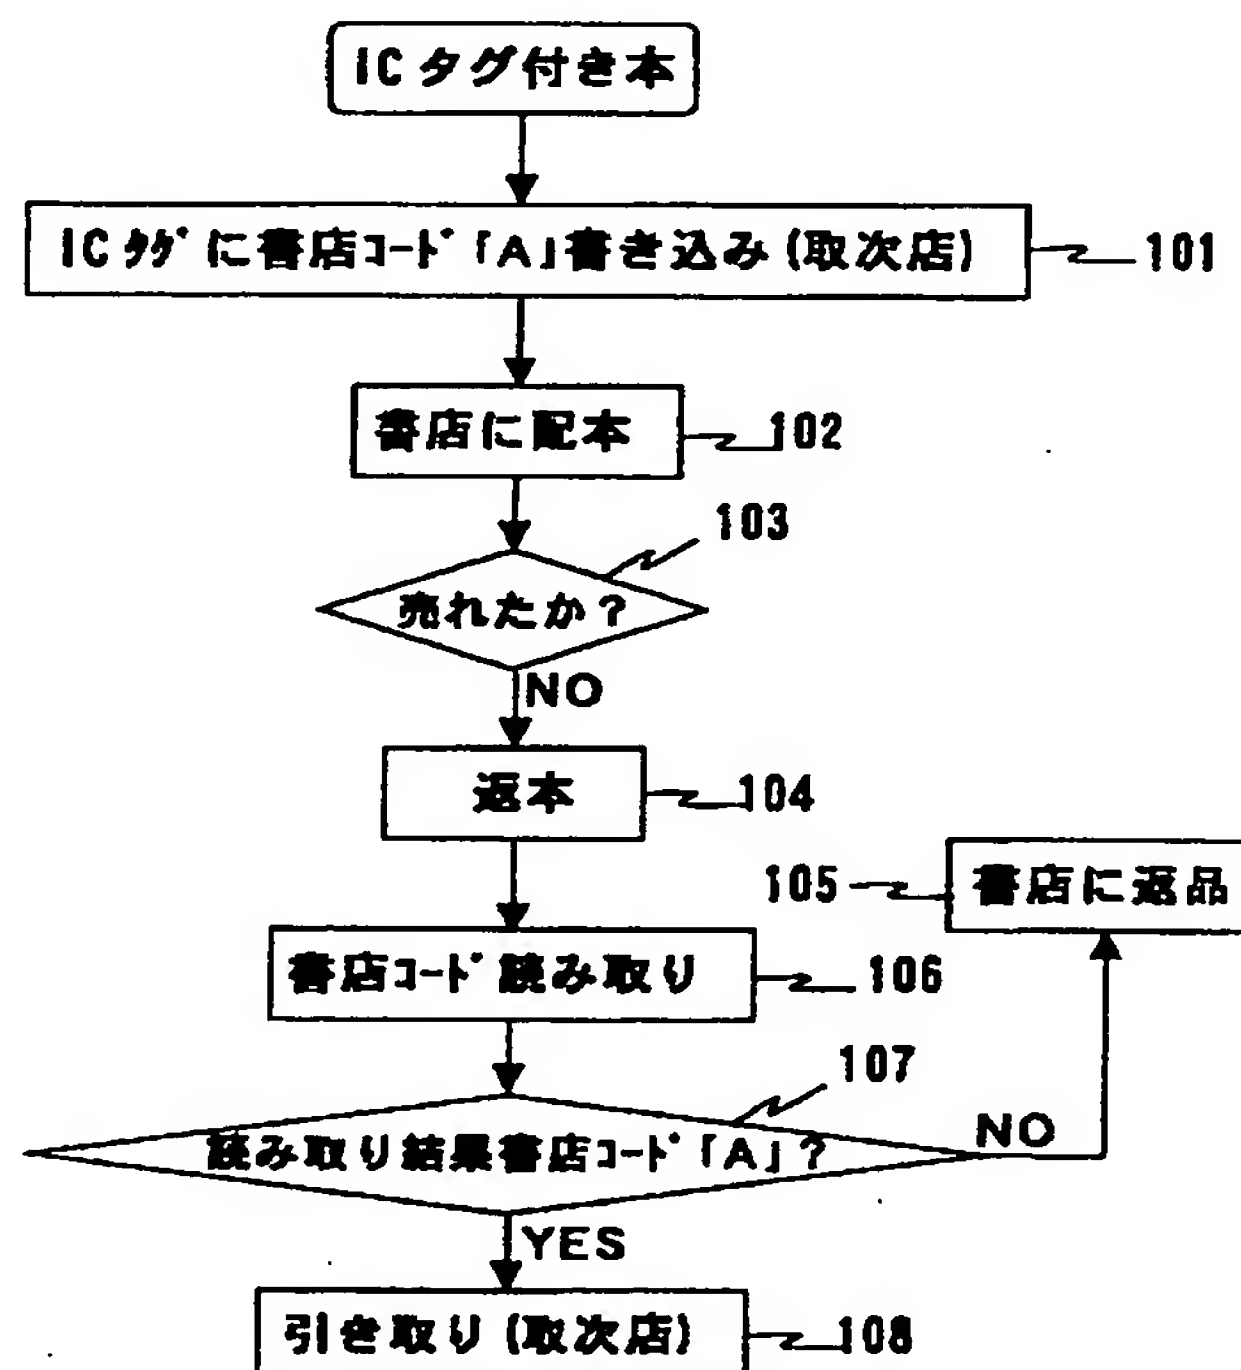 ICタグ付き本
ICﾀｸﾞに書店ｺｰﾄﾞ「A」書き込み(取次店)
101
書店に配本
102
103
売れたか？
NO
返本
104
105
書店に返品
書店ｺｰﾄﾞ読み取り
106
107
読み取り結果書店ｺｰﾄﾞ「A」？
NO
YES
引き取り(取次店)
108